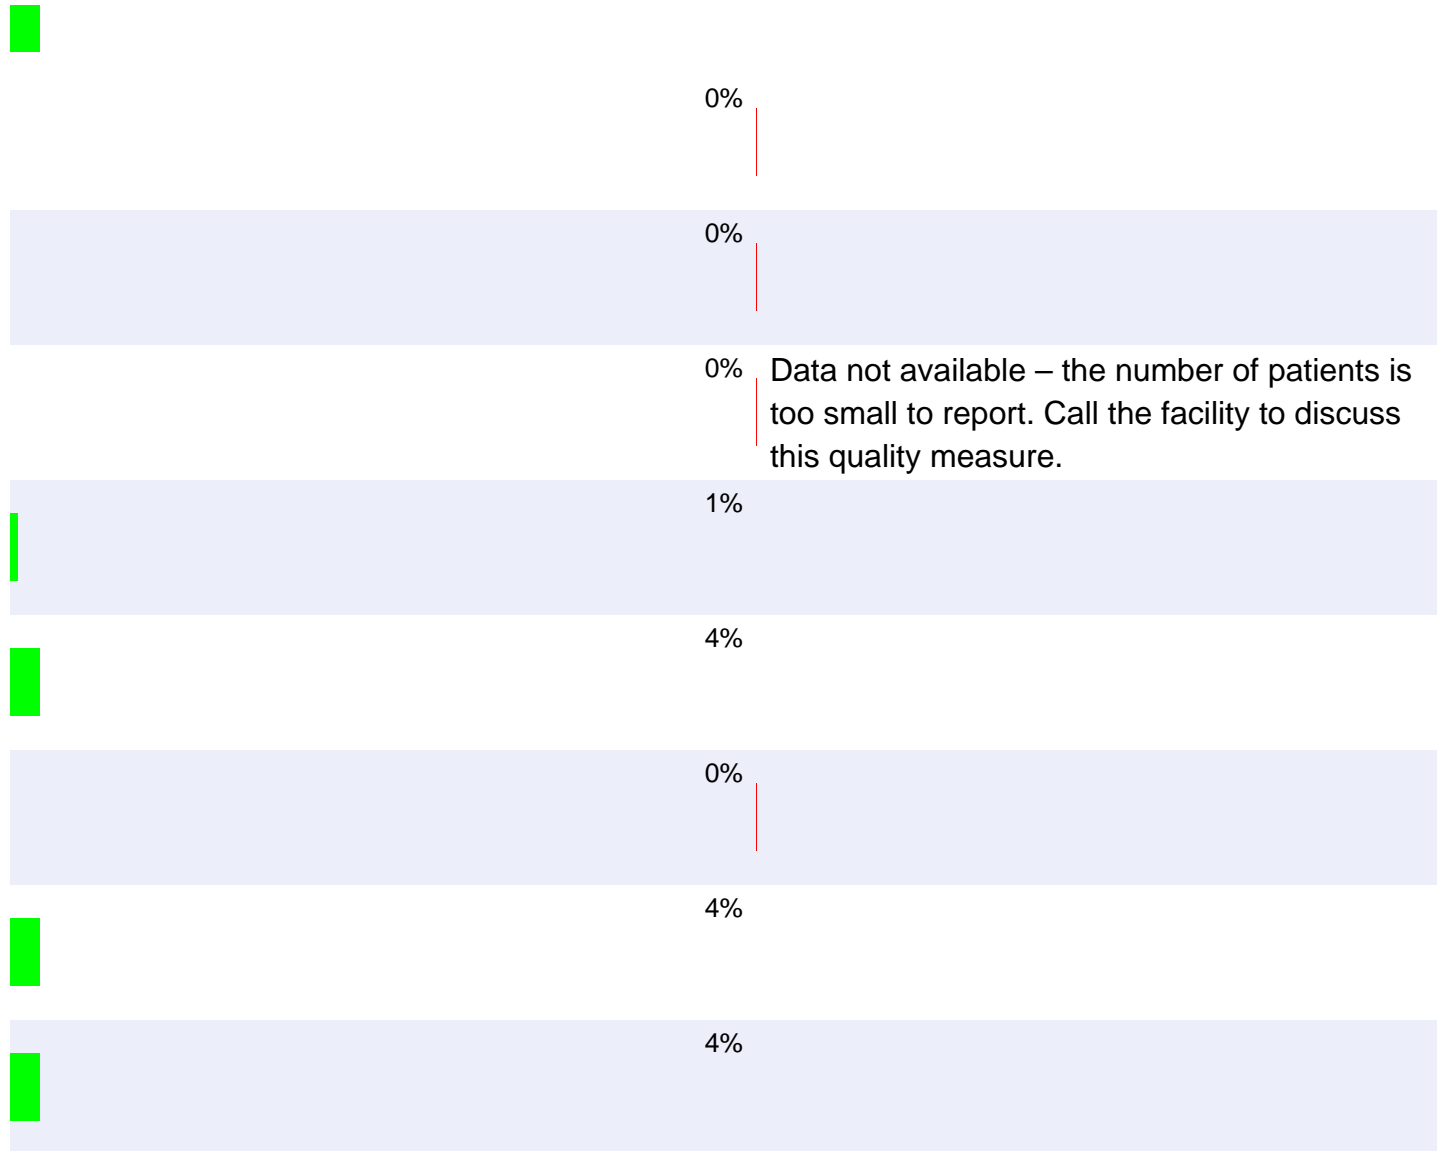 0%
0%
0% Data not available – the number of patients is
too small to report. Call the facility to discuss
this quality measure.
1%
4%
0%
4%
4%